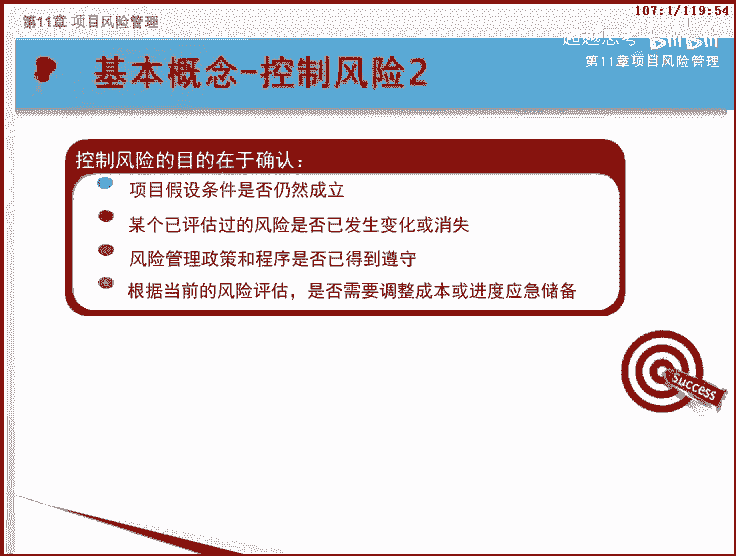 107:1/119:54
第11章 项目风险管理
基本概念-控制风险2
第11章项目风险管理
控制风险的目的在于确认：
项目假设条件是否仍然成立
某个已评估过的风险是否已发生变化或消失
风险管理政策和程序是否已得到遵守
根据当前的风险评估，是否需要调整成本或进度应急储备
Success